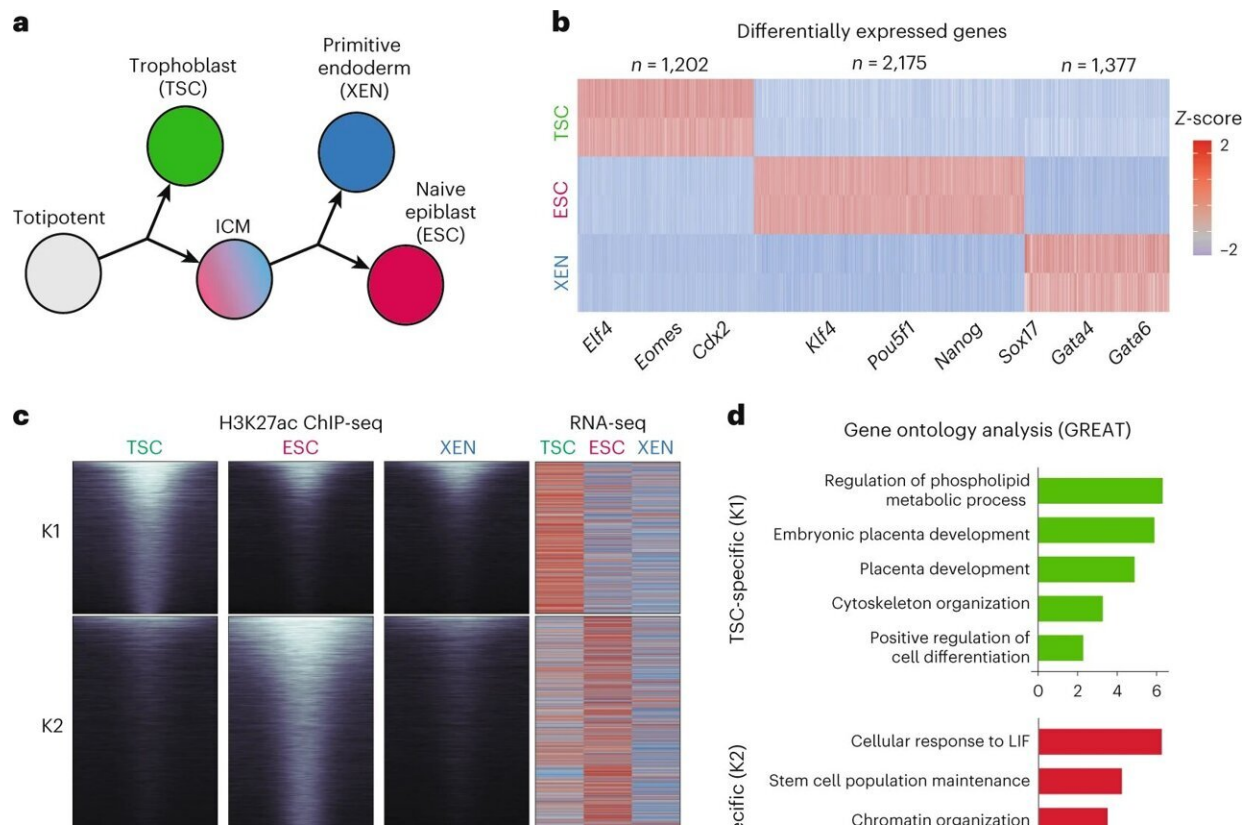 a
Trophoblast
(TSC)
Primitive
endoderm
(XEN)
Totipotent
ICM
Naive
epiblast
(ESC)
b
Differentially expressed genes
n = 1,202
n = 2,175
n = 1,377
TSC
ESC
XEN
Z-score
2
–2
Elf4
Eomes
Cdx2
Klf4
Pou5f1
Nanog
Sox17
Gata4
Gata6
c
H3K27ac ChIP-seq
RNA-seq
TSC
ESC
XEN
TSC
ESC
XEN
K1
K2
d
Gene ontology analysis (GREAT)
TSC-specific (K1)
Regulation of phospholipid
metabolic process
Embryonic placenta development
Placenta development
Cytoskeleton organization
Positive regulation of
cell differentiation
0 2 4 6
ecific (K2)
Cellular response to LIF
Stem cell population maintenance
Chromatin organization